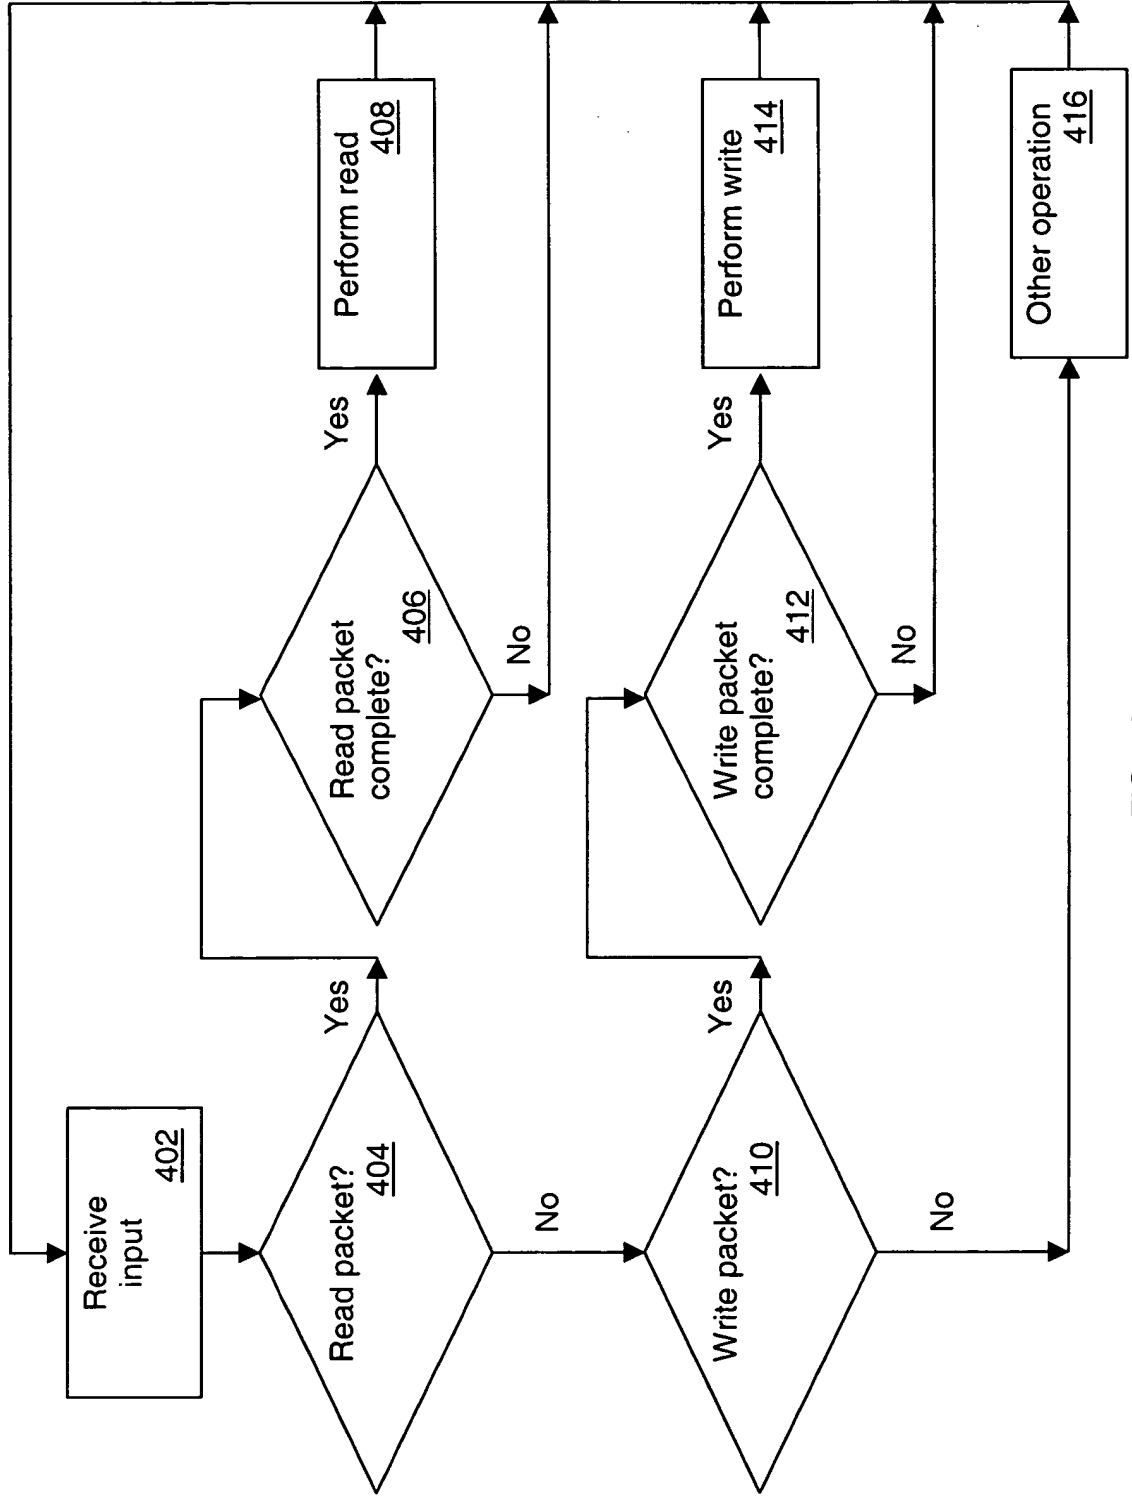 Receive
input
402
Read packet?
404
Yes
No
Read packet
complete?
406
Yes
No
Perform read
408
Write packet?
410
Yes
No
Write packet
complete?
412
Yes
No
Perform write
414
Other operation
416